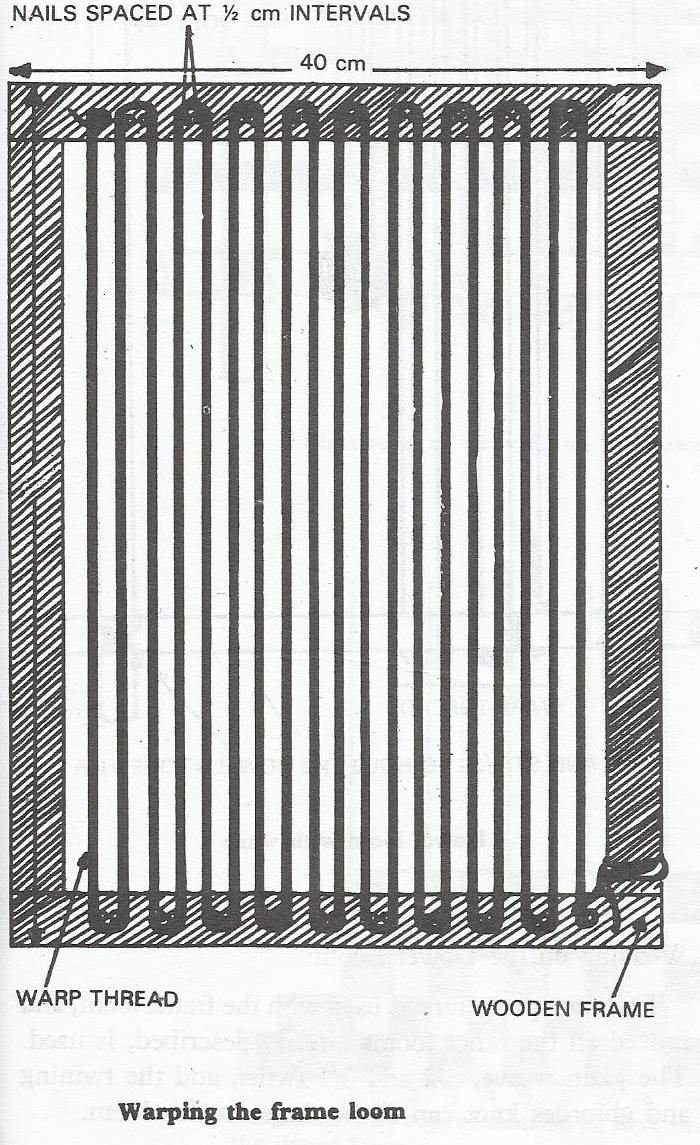 NAILS SPACED AT ½ cm INTERVALS
40 cm
WARP THREAD
WOODEN FRAME
Warping the frame loom